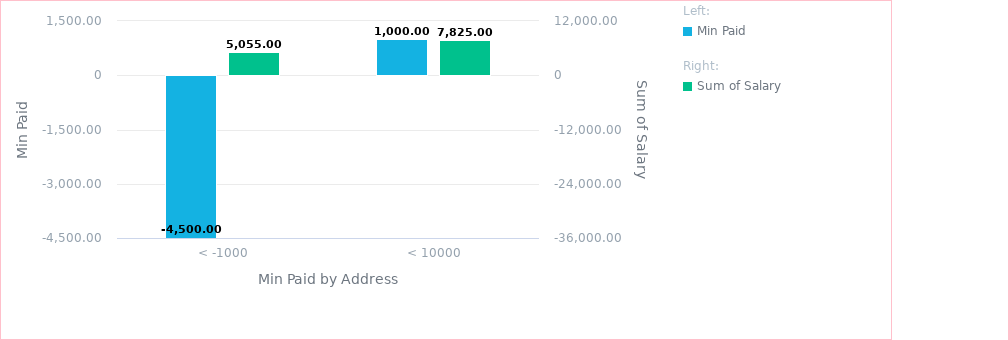 Left:
Min Paid
Right:
Sum of Salary
Min Paid
1,500.00
0
-1,500.00
-3,000.00
-4,500.00
5,055.00
1,000.00
7,825.00
-4,500.00
12,000.00
0
-12,000.00
-24,000.00
-36,000.00
Sum of Salary
< -1000
< 10000
Min Paid by Address